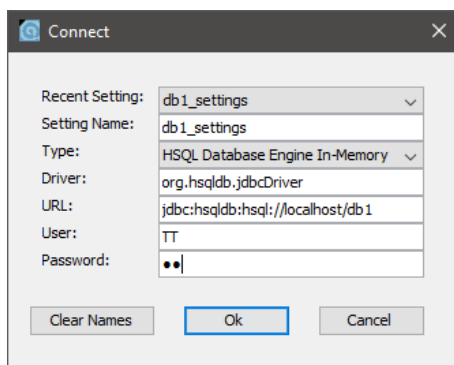 Connect
Recent Setting: db1_settings
Setting Name: db1_settings
Type: HSQL Database Engine In-Memory
Driver: org.hsqldb.jdbcDriver
URL: jdbc:hsqldb:hsql://localhost/db1
User: TT
Password: ●●
Clear Names Ok Cancel